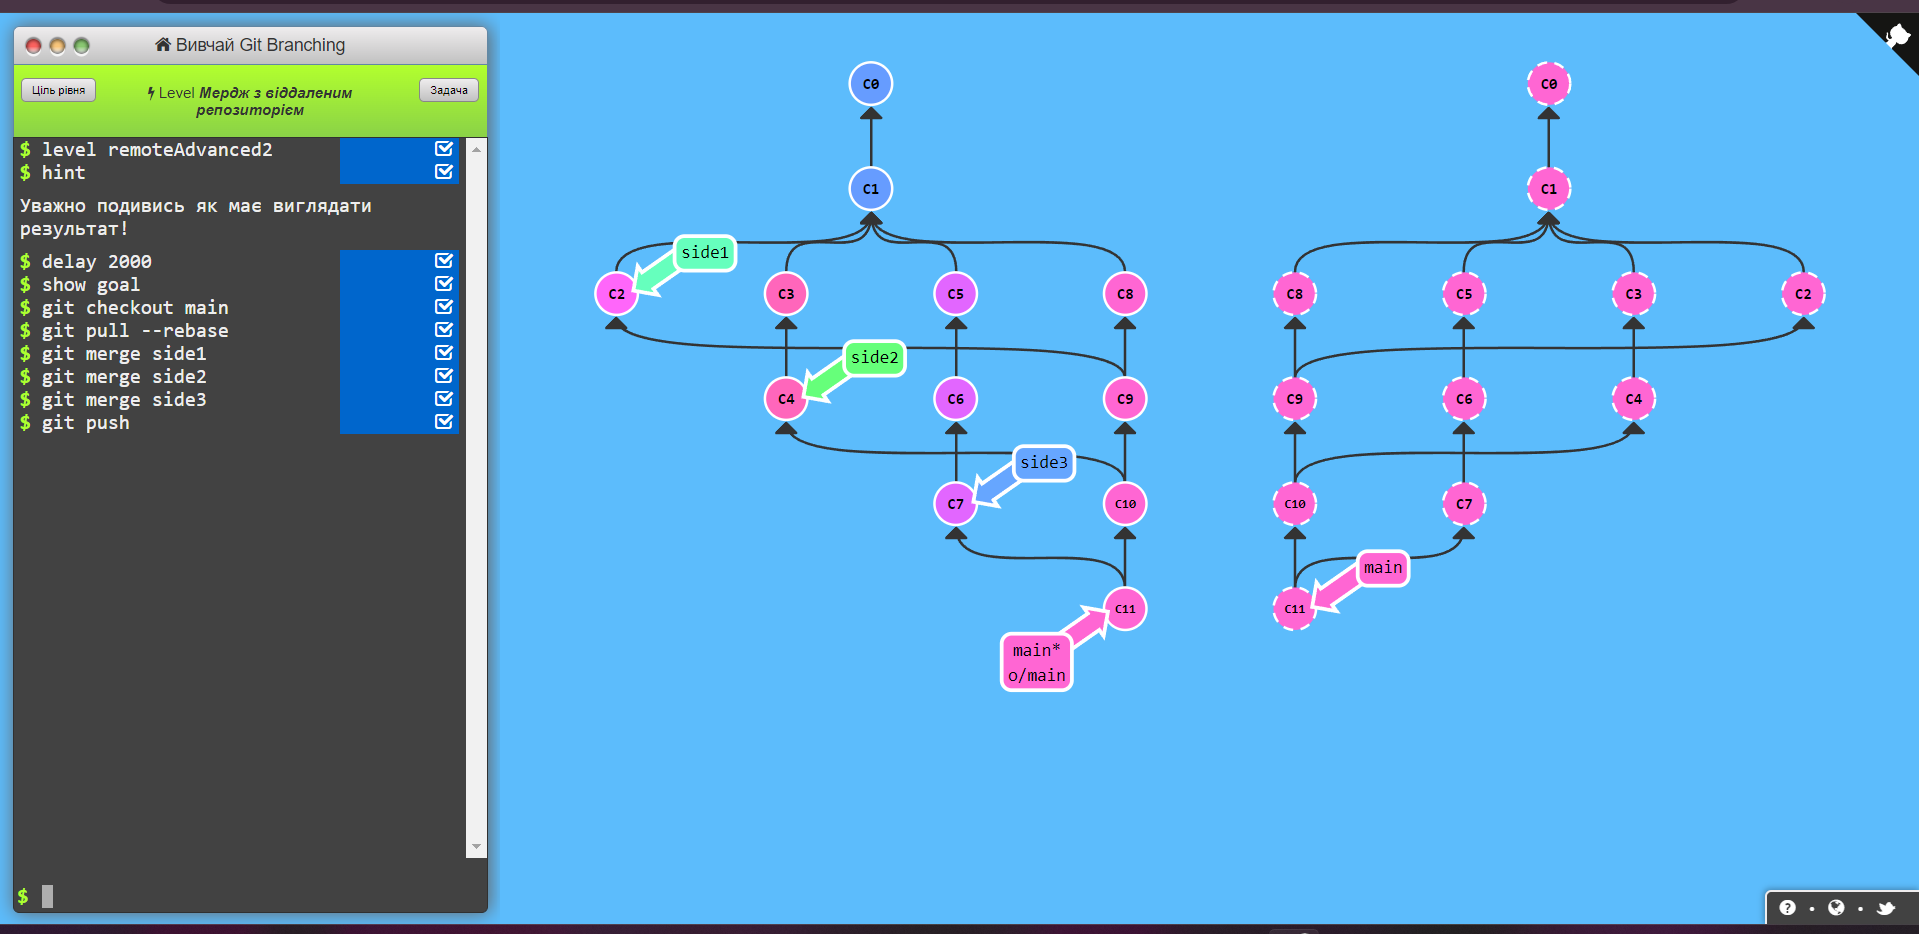 Вивчай Git Branching
Ціль рівня
Level Мердж з віддаленим
репозиторієм
Задача
$ level remoteAdvanced2
$ hint
Уважно подивись як має виглядати
результат!
$ delay 2000
$ show goal
$ git checkout main
$ git pull --rebase
$ git merge side1
$ git merge side2
$ git merge side3
$ git push
$
C0
C1
side1
C2
C3
C5
C8
side2
C4
C6
C9
side3
C7
C10
C11
main*
o/main
C0
C1
C8
C5
C3
C2
C9
C6
C4
C10
C7
main
C11
?